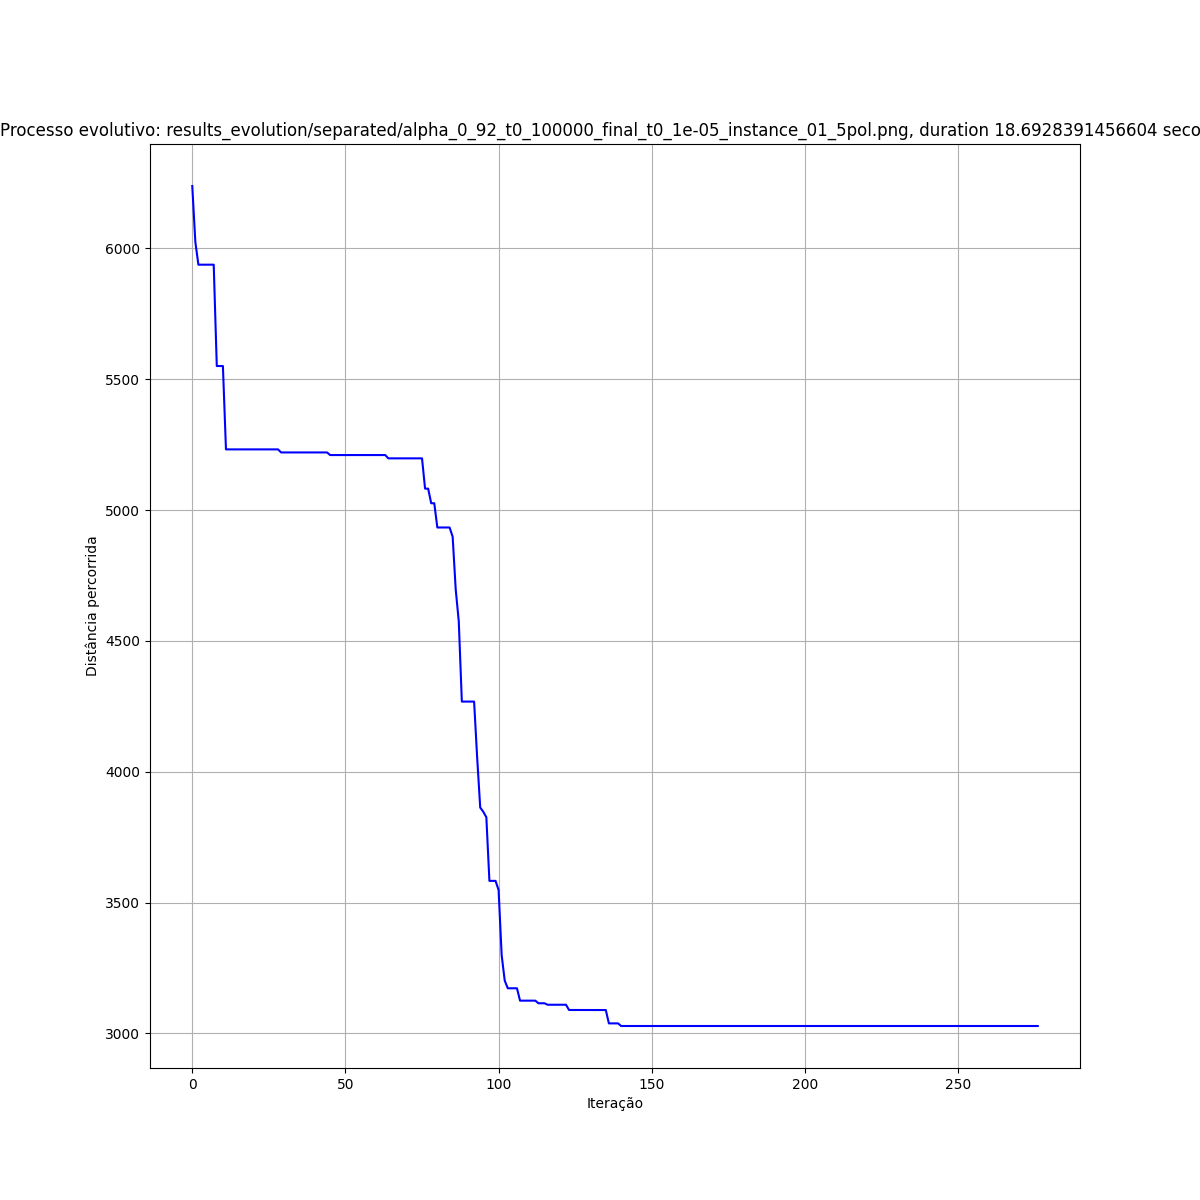 Processo evolutivo: results_evolution/separated/alpha_0_92_t0_100000_final_t0_1e-05_instance_01_5pol.png, duration 18.6928391456604 seco
6000
5500
5000
4500
4000
3500
3000
Distância percorrida
0 50 100 150 200 250
Iteração